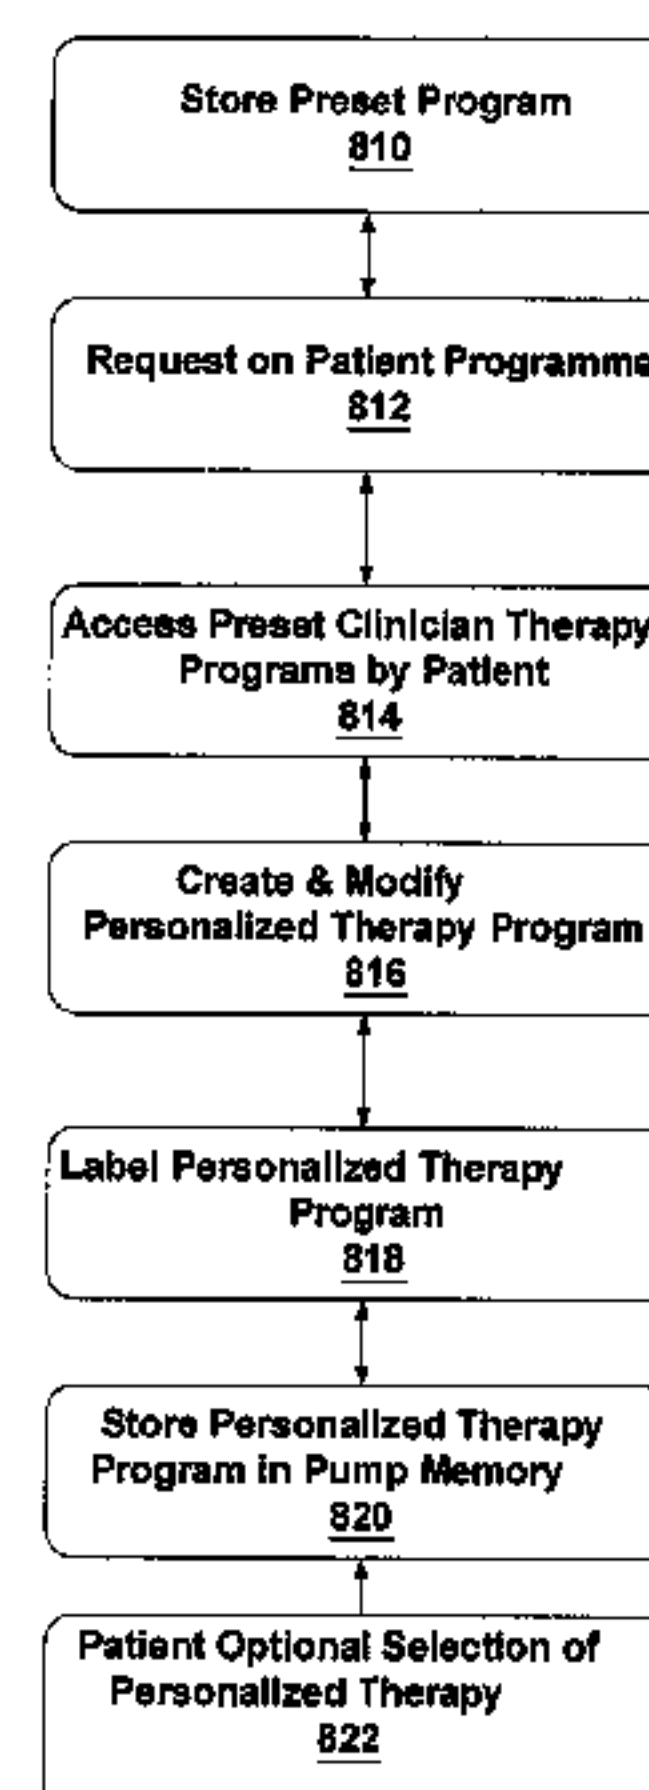 Store Preset Program
810
Request on Patient Programme
812
Access Preset Clinician Therapy
Programs by Patient
814
Create & Modify
Personalized Therapy Program
816
Label Personalized Therapy
Program
818
Store Personalized Therapy
Program in Pump Memory
820
Patient Optional Selection of
Personalized Therapy
822